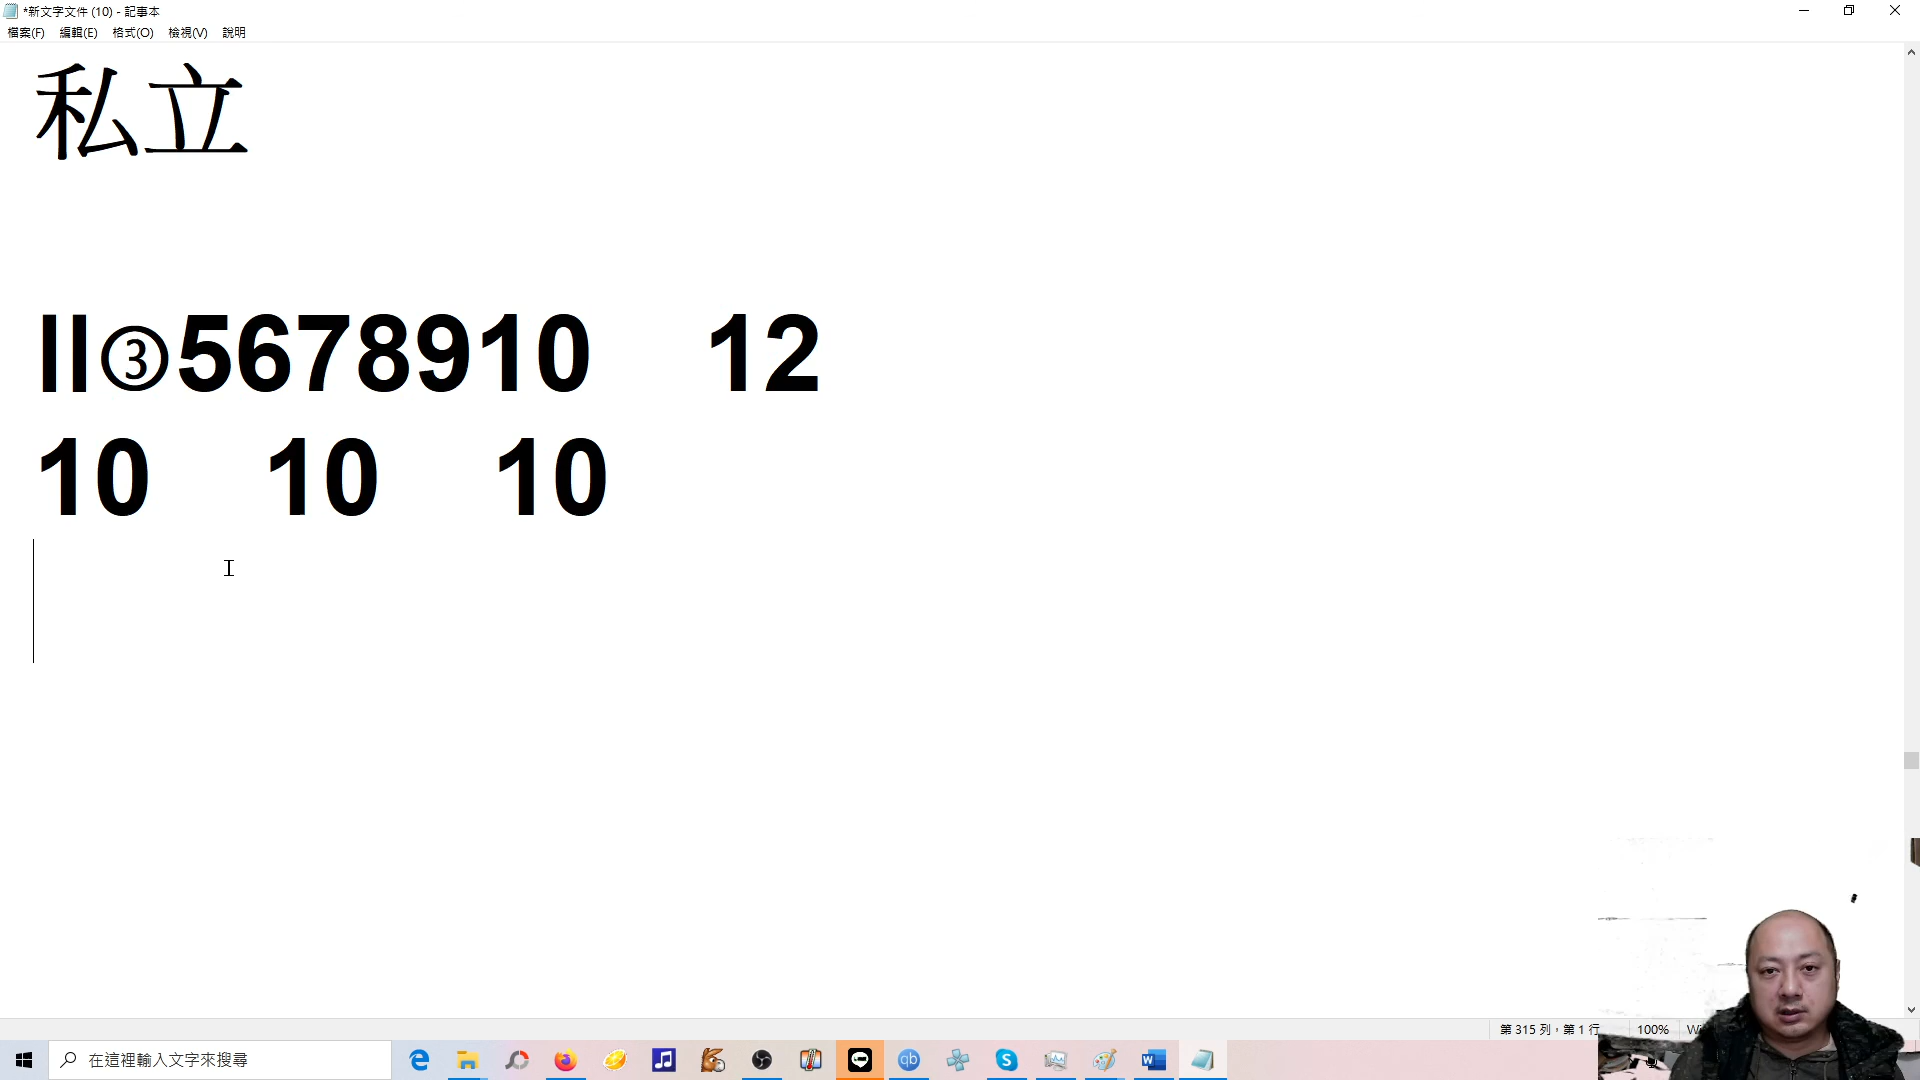 *新文字文件 (10) - 記事本
檔案(F) 編輯(E) 格式(O) 檢視(V) 說明
私立
||③5678910 12
10 10 10
第 315 列，第 1 行 100% Wi
在這裡輸入文字來搜尋